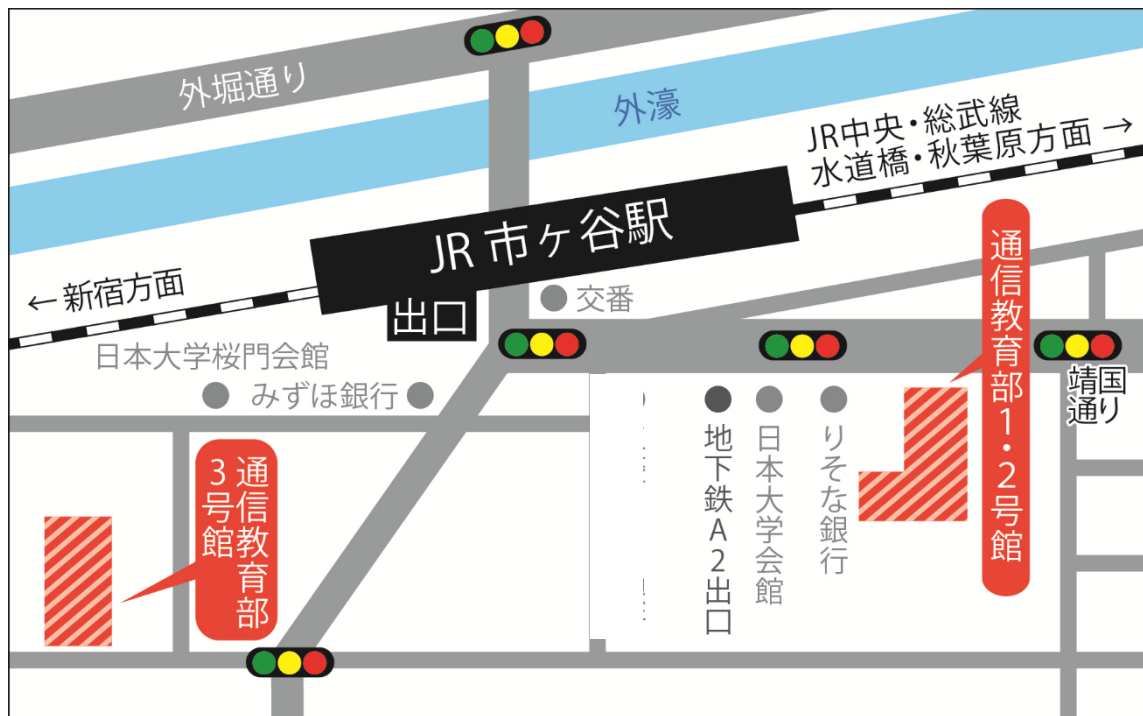 外堀通り
外濠
JR中央・総武線
水道橋・秋葉原方面 →
JR 市ヶ谷駅
← 新宿方面
出口
交番
日本大学桜門会館
みずほ銀行
靖国
通り
通信教育部1・2号館
りそな銀行
日本大学会館
地下鉄A2出口
通信教育部
3号館